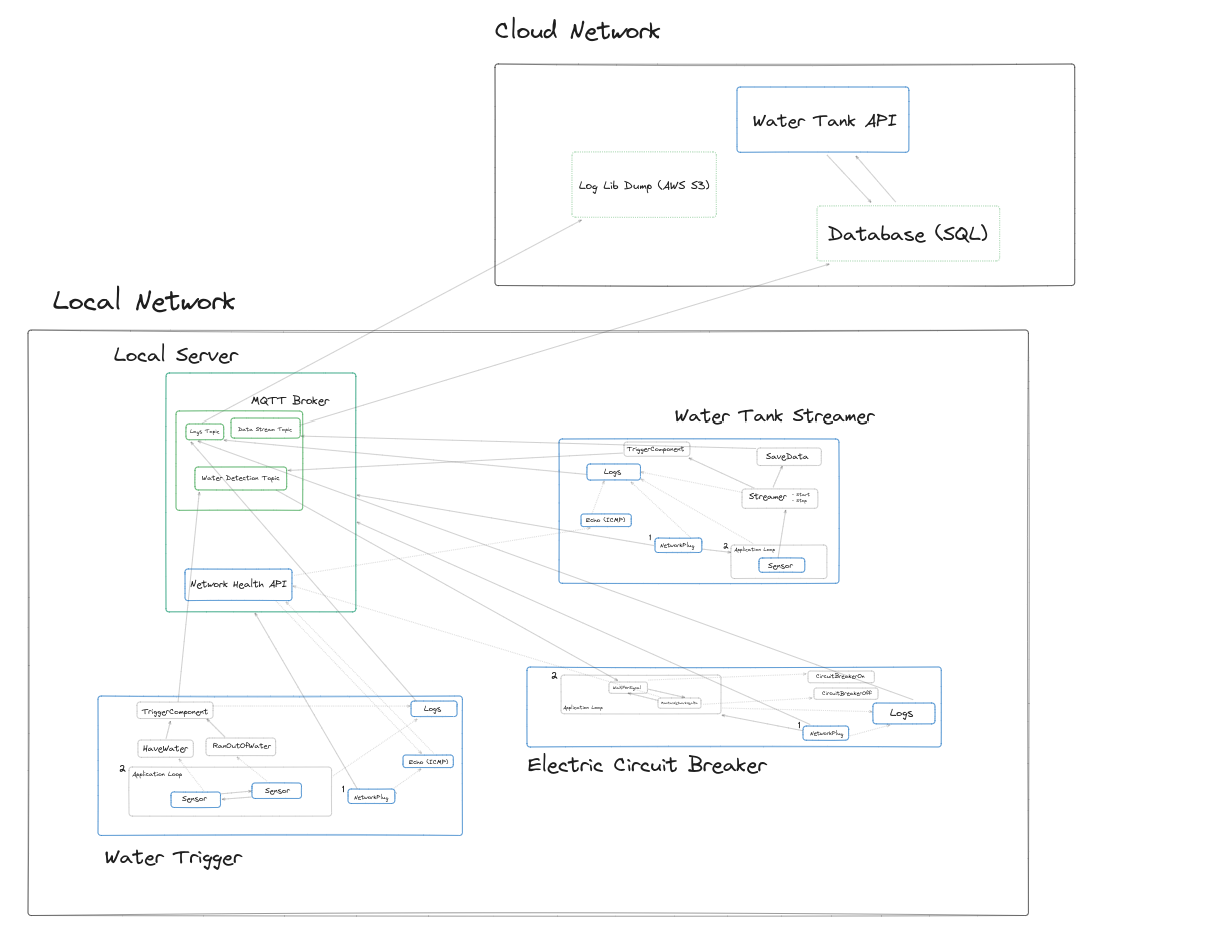 Cloud Network
Water Tank API
Log Lib Dump (AWS S3)
Database (SQL)
Local Network
Local Server
MQTT Broker
Logs Topic
Data Stream Topic
Water Detection Topic
Network Health API
Water Tank Streamer
TriggerComponent
SaveData
Logs
Streamer
- Start
- Stop
Echo (ICMP)
1
NetworkPlug
2
Application Loop
Sensor
2
WaitForSignal
Application Loop
CircuitBreakerOn
CircuitBreakerOff
Logs
1
NetworkPlug
Electric Circuit Breaker
TriggerComponent
Logs
HaveWater
RanOutOfWater
Echo (ICMP)
2
Application Loop
Sensor
Sensor
1
NetworkPlug
Water Trigger